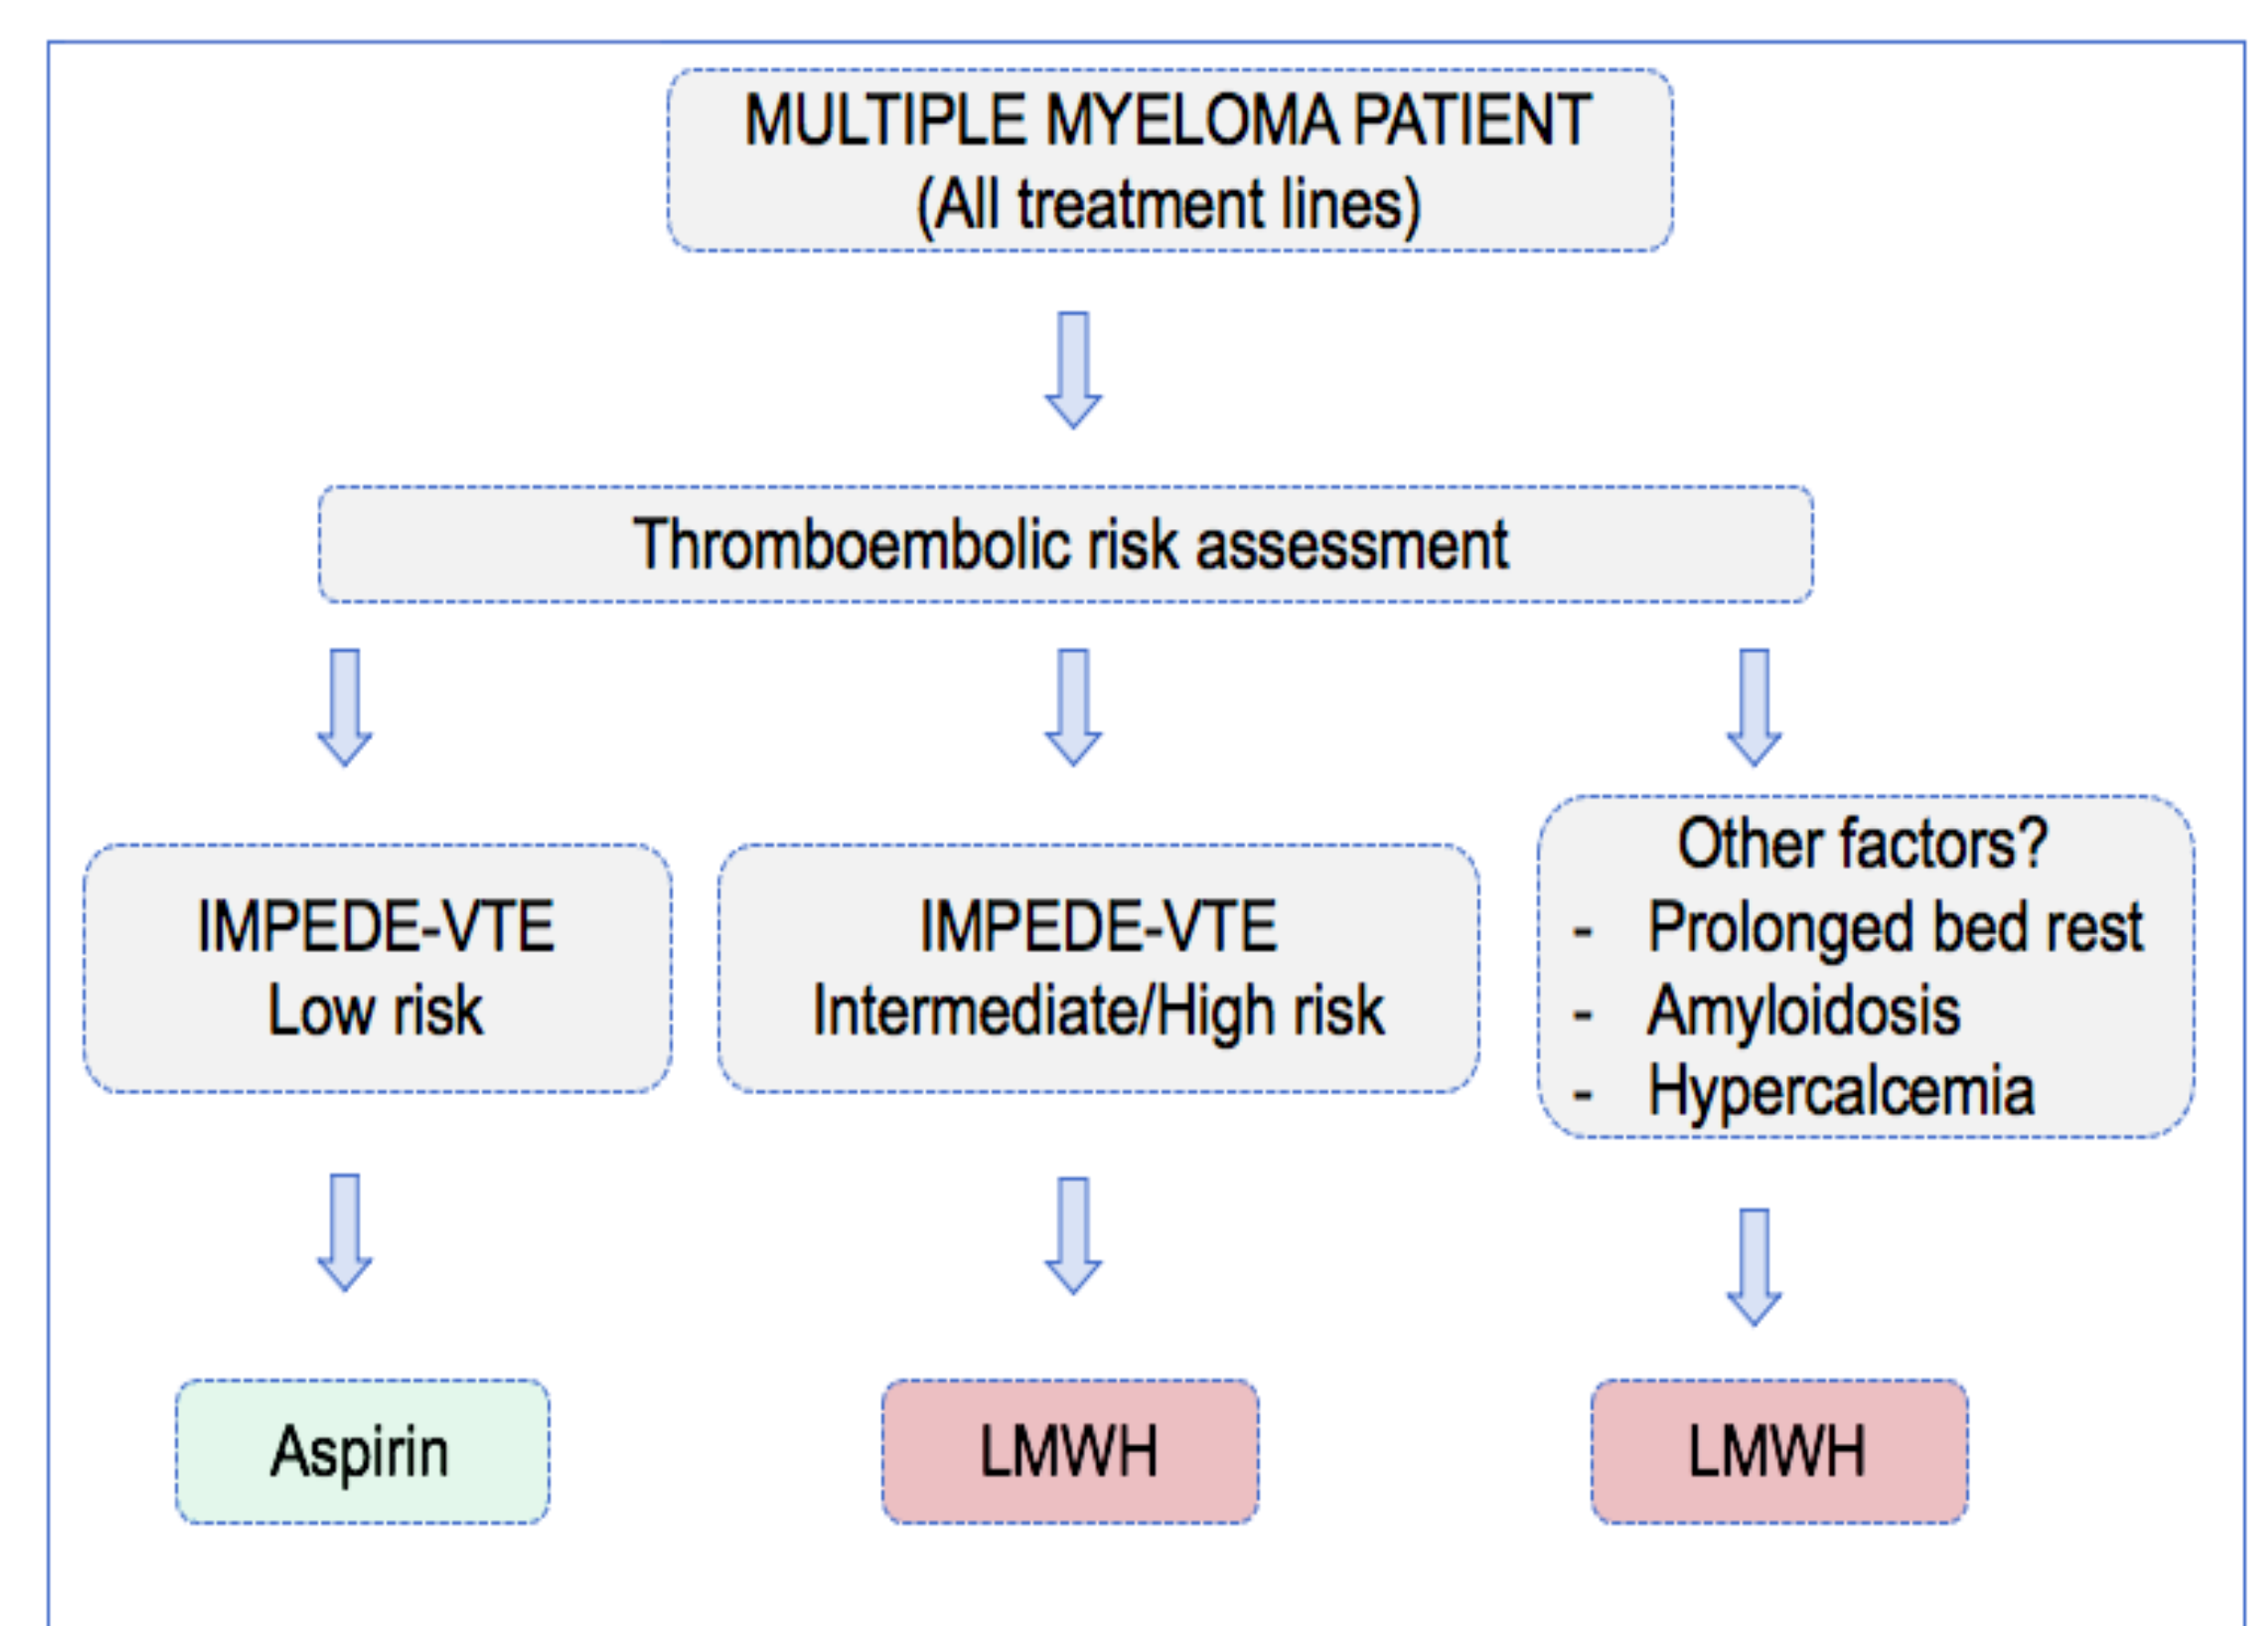 MULTIPLE MYELOMA PATIENT
(All treatment lines)
Thromboembolic risk assessment
IMPEDE-VTE
Low risk
IMPEDE-VTE
Intermediate/High risk
Other factors?
- Prolonged bed rest
- Amyloidosis
- Hypercalcemia
Aspirin
LMWH
LMWH